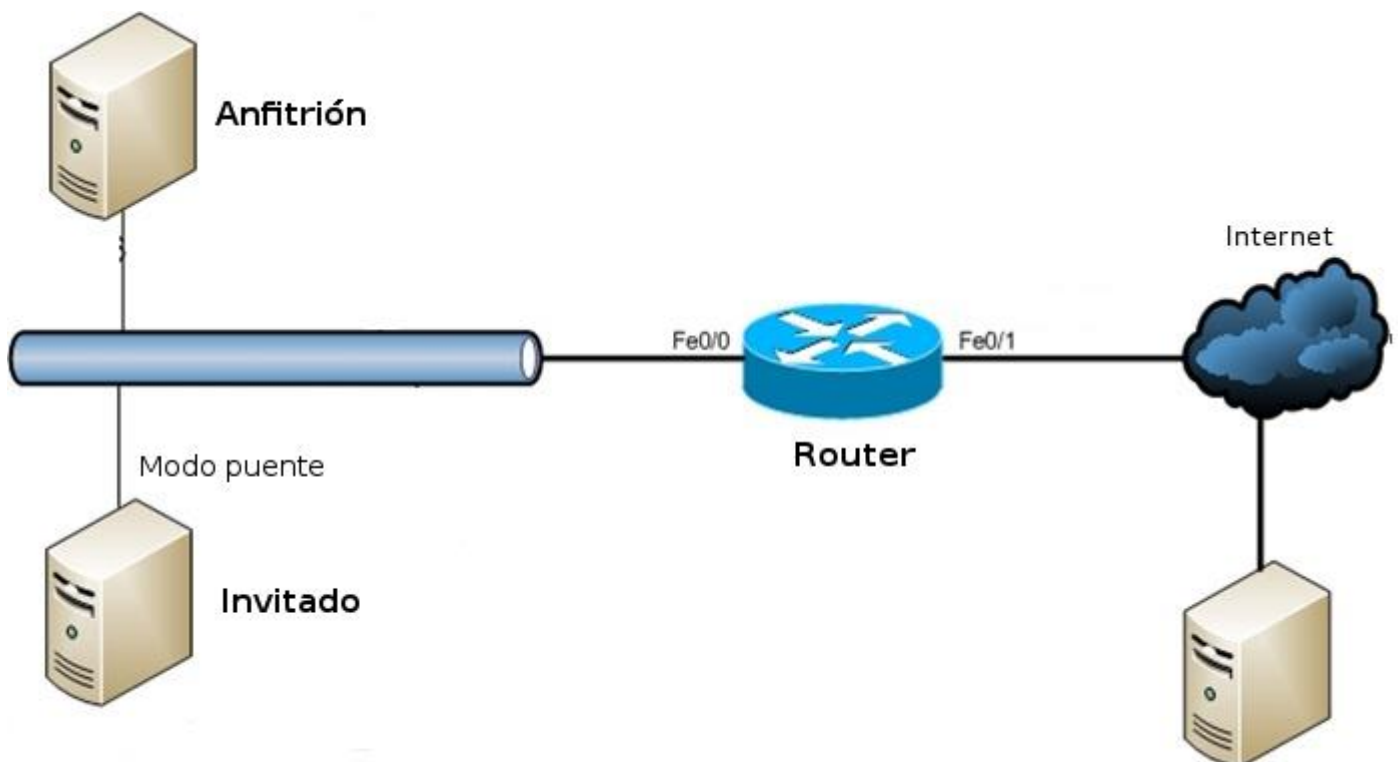 Anfitrión
Internet
Fe0/0
Fe0/1
Router
Modo puente
Invitado